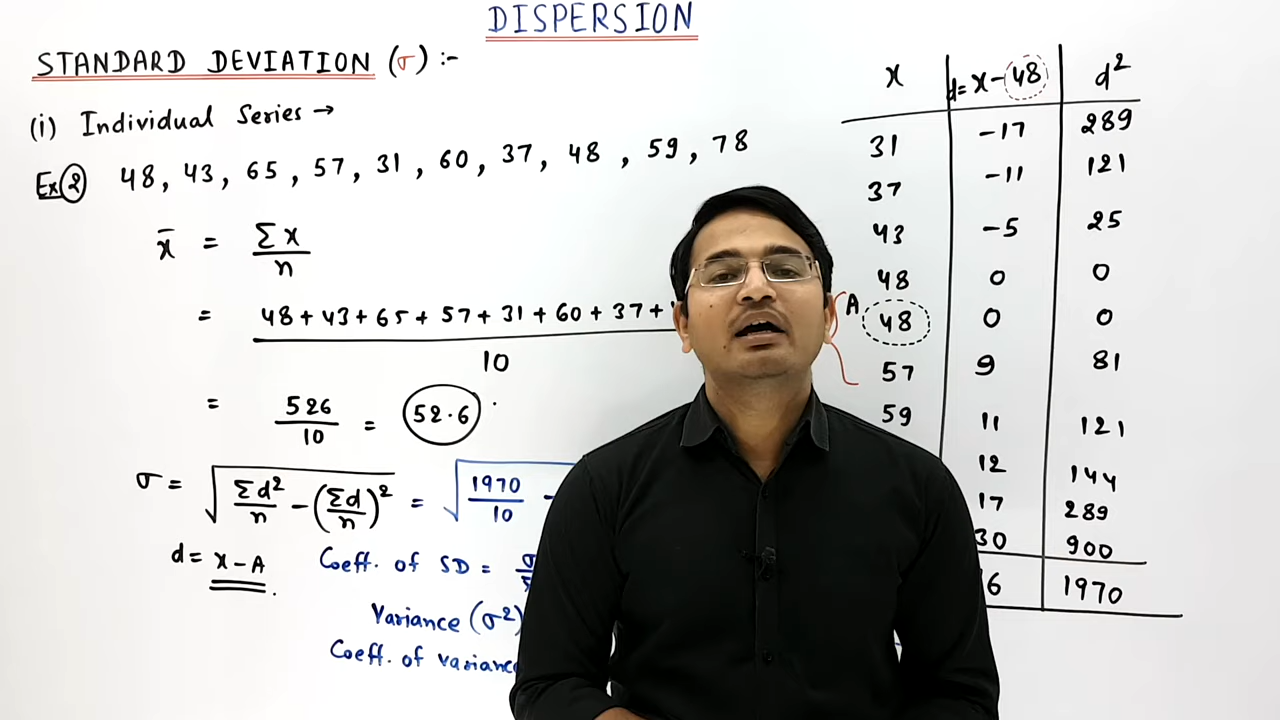 DISPERSION
STANDARD DEVIATION (σ) :-
(i) Individual Series →
Ex② 48, 43, 65, 57, 31, 60, 37, 48, 59, 78
x̄ = Σx / n
= 48+43+65+57+31+60+37+ / 10
= 526 / 10 = 52.6
σ = √(Σd² / n − (Σd / n)²) = √(1970 / 10 −
d = x − A
Coeff. of SD = σ
Variance (σ²)
Coeff. of variance
x | d = x − 48 | d²
31 | −17 | 289
37 | −11 | 121
43 | −5 | 25
48 | 0 | 0
A 48 | 0 | 0
57 | 9 | 81
59 | 11 | 121
12 | 144
17 | 289
30 | 900
6 | 1970